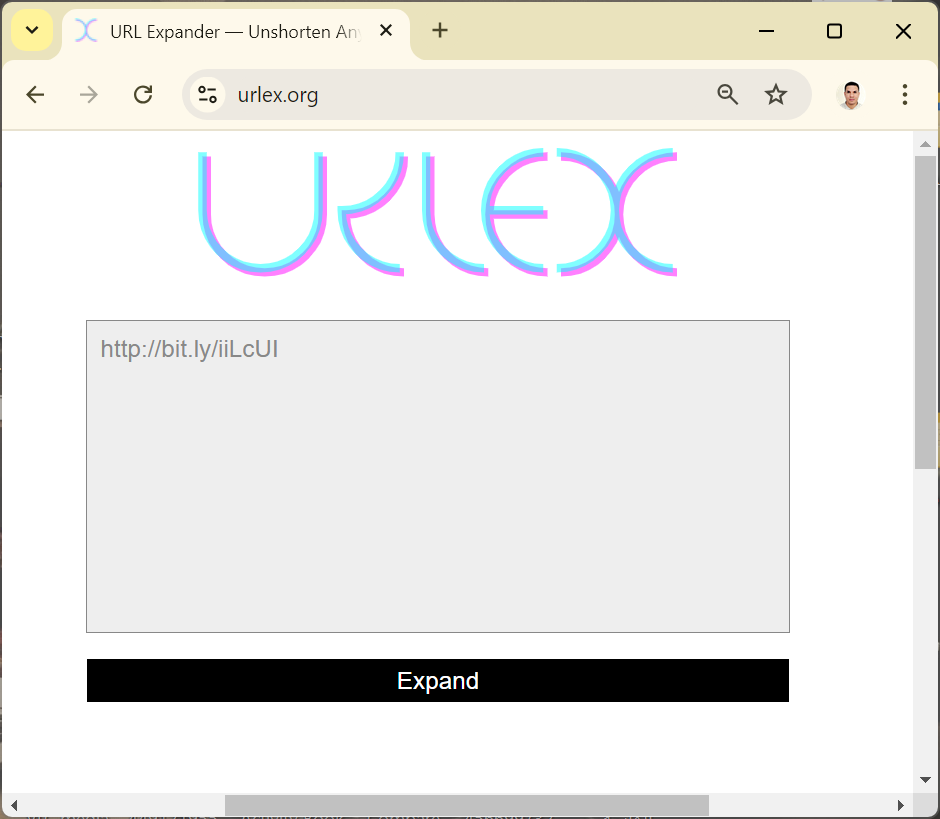 URL Expander — Unshorten Any
urlex.org
URLEX
http://bit.ly/iiLcUI
Expand